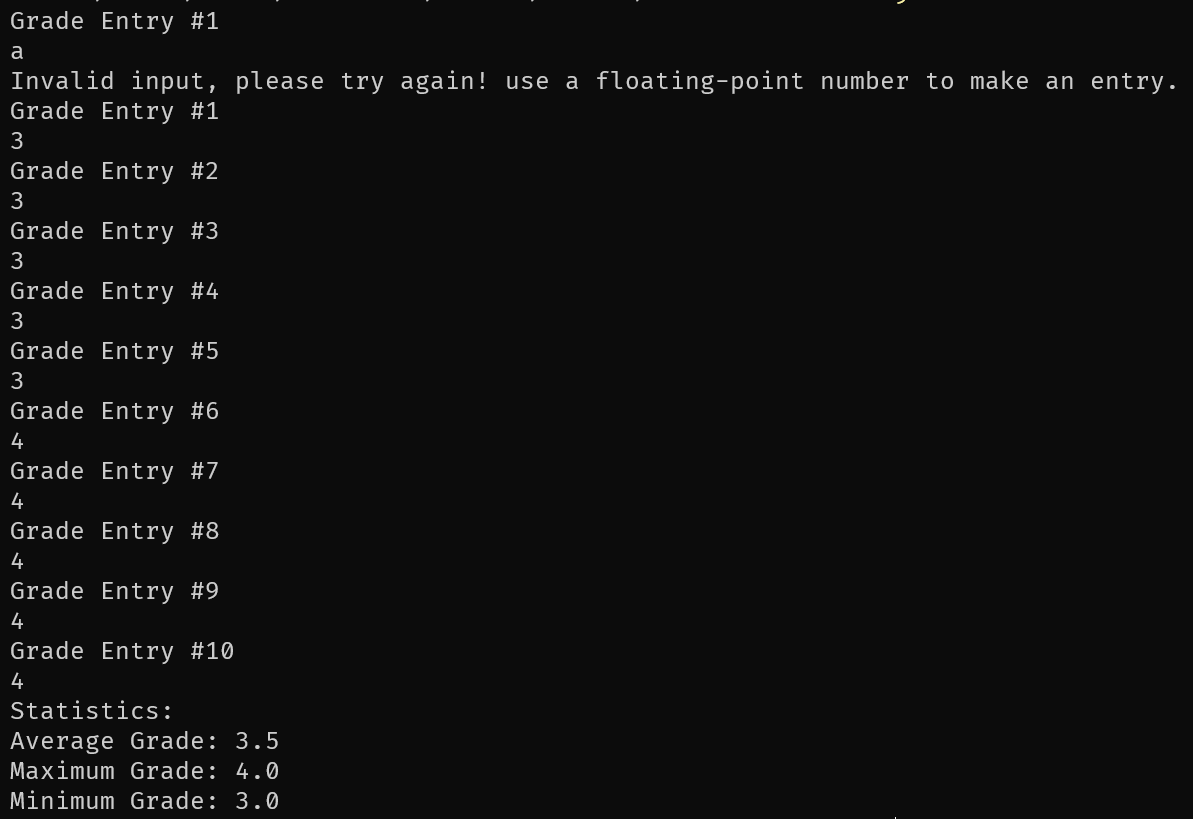 Grade Entry #1
a
Invalid input, please try again! use a floating-point number to make an entry.
Grade Entry #1
3
Grade Entry #2
3
Grade Entry #3
3
Grade Entry #4
3
Grade Entry #5
3
Grade Entry #6
4
Grade Entry #7
4
Grade Entry #8
4
Grade Entry #9
4
Grade Entry #10
4
Statistics:
Average Grade: 3.5
Maximum Grade: 4.0
Minimum Grade: 3.0